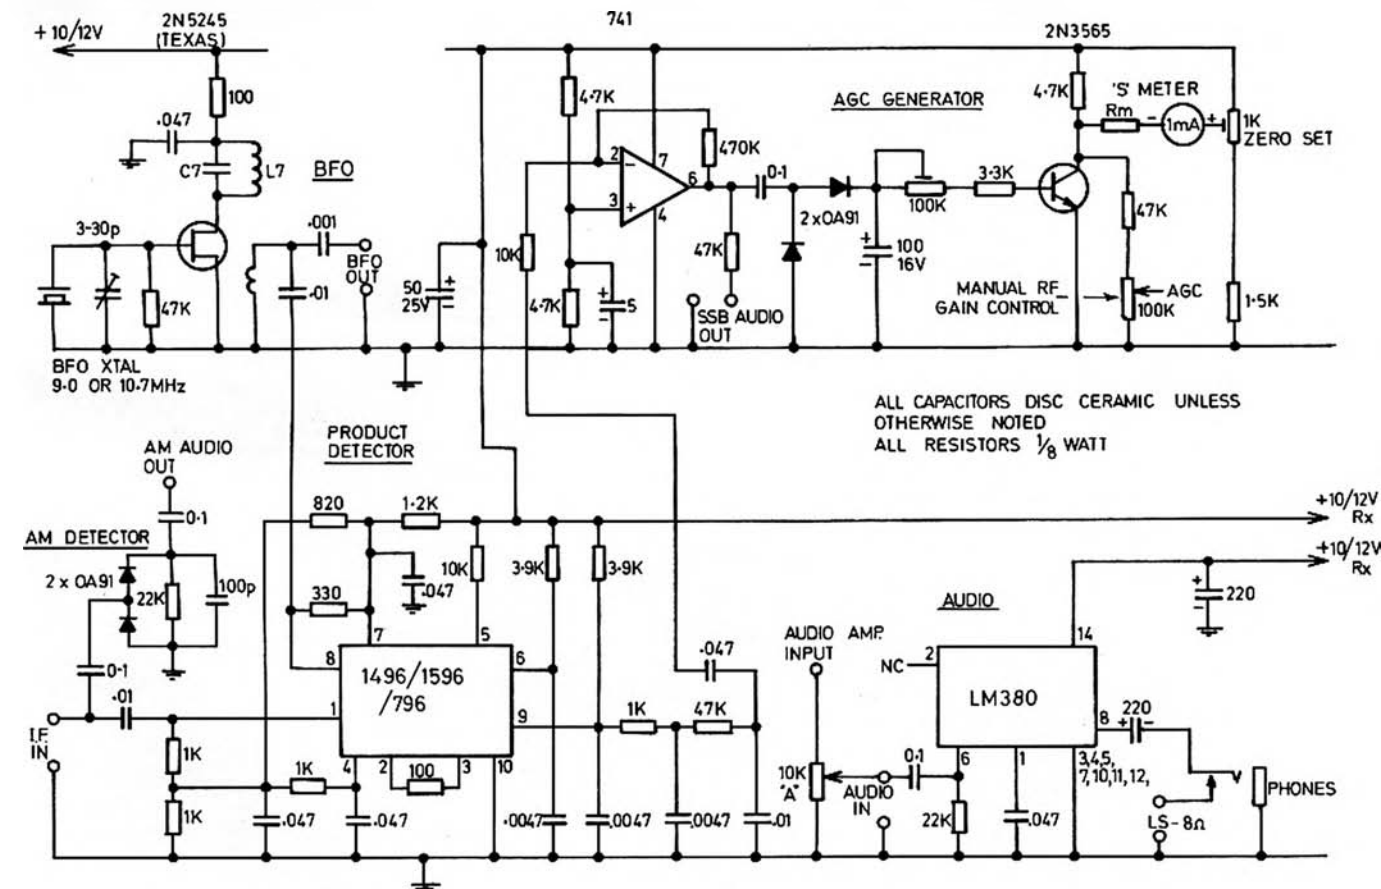 2N5245
(TEXAS)
+10/12V
100
.047
C7
L7
BFO
3-30p
47K
.001
.01
BFO
OUT
BFO XTAL
9.0 OR 10.7MHz
741
4.7K
470K
2
3
7
6
4
10K
50
25V
4.7K
5
47K
SSB AUDIO
OUT
0.1
2xOA91
AGC GENERATOR
100K
3.3K
100
16V
2N3565
4.7K
'S' METER
Rm
1mA
1K
ZERO SET
47K
MANUAL RF
GAIN CONTROL
AGC
100K
1.5K
ALL CAPACITORS DISC CERAMIC UNLESS
OTHERWISE NOTED
ALL RESISTORS 1/8 WATT
AM AUDIO
OUT
0.1
AM DETECTOR
2 x OA91
22K
100p
0.1
.01
I.F.
IN
1K
1K
PRODUCT
DETECTOR
820
1.2K
330
.047
10K
3.9K
3.9K
7
5
8
6
1
9
1496/1596
/796
4
2
3
10
100
1K
.047
.047
.0047
.0047
.0047
.01
1K
47K
.047
+10/12V
Rx
+10/12V
Rx
220
AUDIO
AUDIO AMP.
INPUT
NC
2
14
LM380
8
6
1
3,4,5,
7,10,11,12,
220
10K
"A"
0.1
AUDIO
IN
22K
.047
LS-8Ω
PHONES